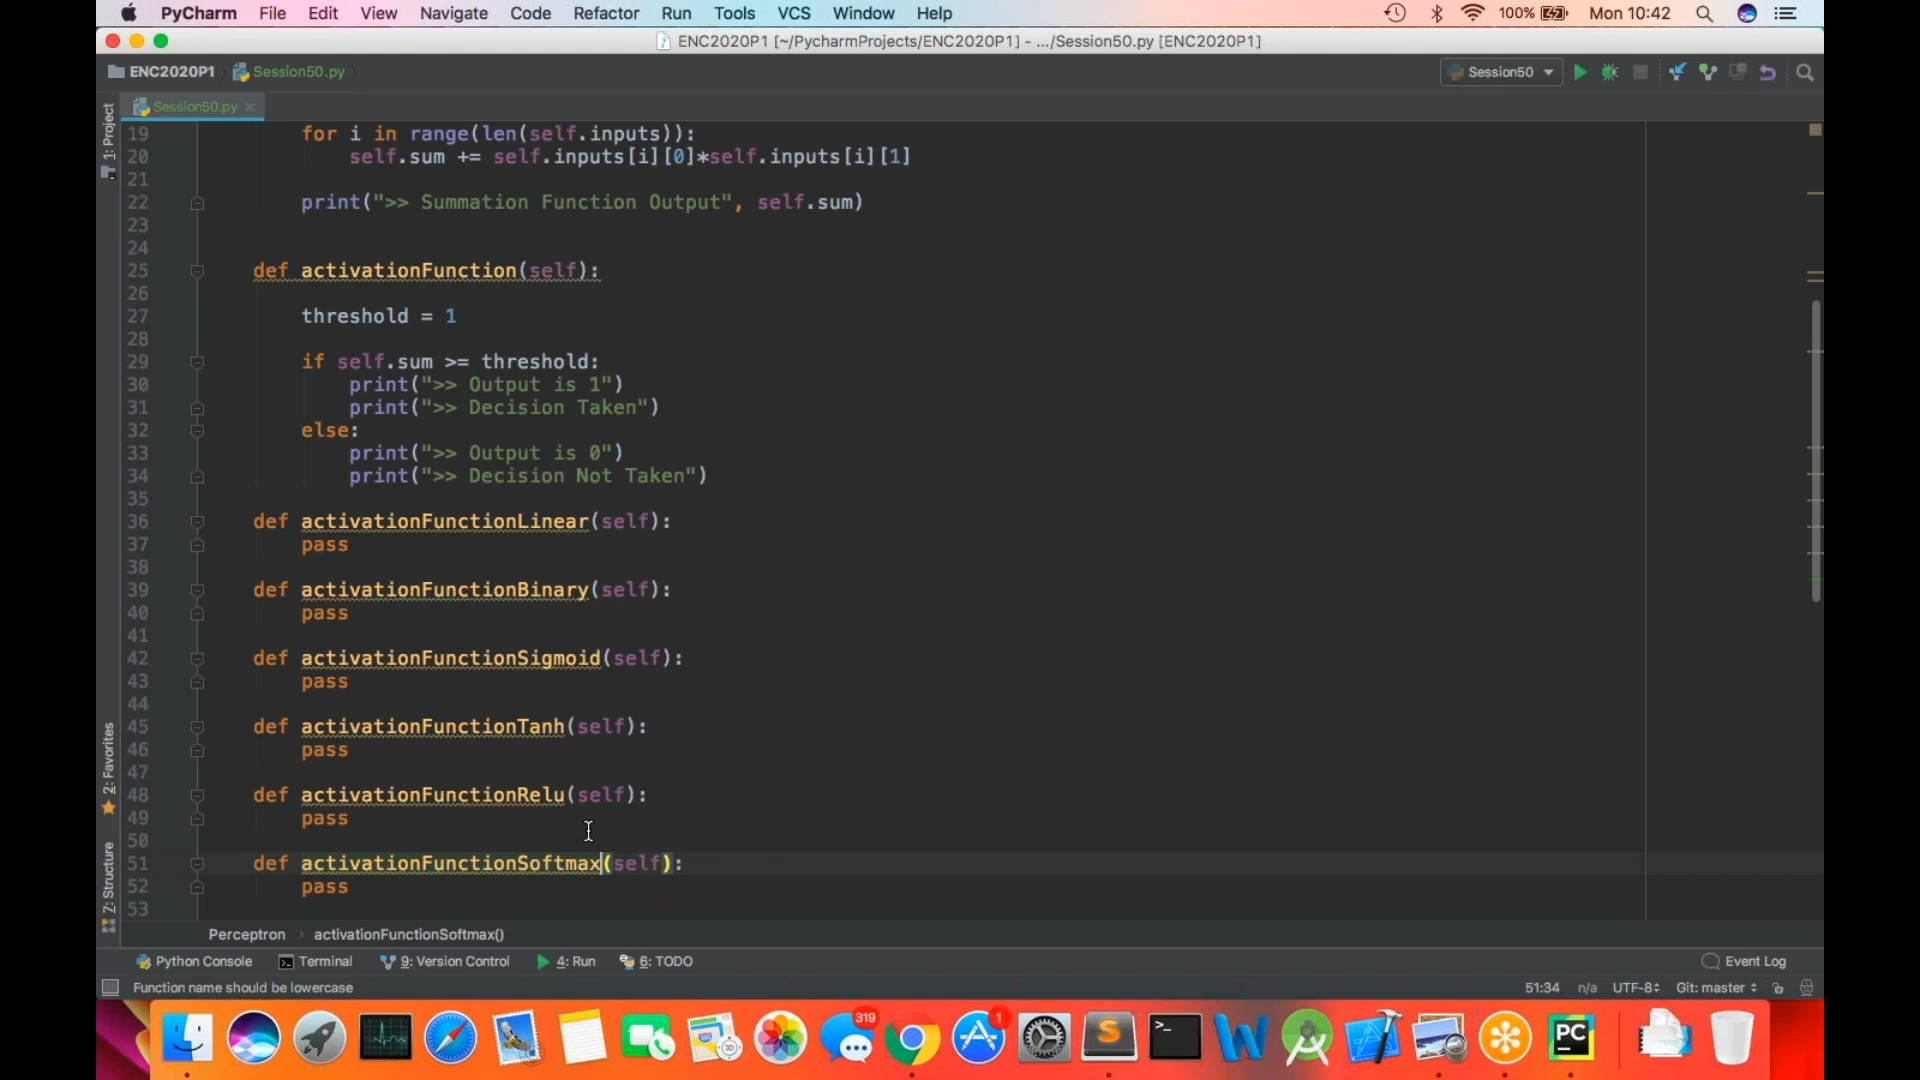 PyCharm File Edit View Navigate Code Refactor Run Tools VCS Window Help 100% Mon 10:42
ENC2020P1 [~/PycharmProjects/ENC2020P1] - .../Session50.py [ENC2020P1]
ENC2020P1 Session50.py Session50
1: Project
Session50.py
19 for i in range(len(self.inputs)):
20 self.sum += self.inputs[i][0]*self.inputs[i][1]
21
22 print(">> Summation Function Output", self.sum)
23
24
25 def activationFunction(self):
26
27 threshold = 1
28
29 if self.sum >= threshold:
30 print(">> Output is 1")
31 print(">> Decision Taken")
32 else:
33 print(">> Output is 0")
34 print(">> Decision Not Taken")
35
36 def activationFunctionLinear(self):
37 pass
38
39 def activationFunctionBinary(self):
40 pass
41
42 def activationFunctionSigmoid(self):
43 pass
44
45 def activationFunctionTanh(self):
46 pass
47
48 def activationFunctionRelu(self):
49 pass
50
51 def activationFunctionSoftmax(self):
52 pass
53
2: Favorites
Z: Structure
Perceptron activationFunctionSoftmax()
Python Console Terminal 9: Version Control 4: Run 6: TODO Event Log
Function name should be lowercase 51:34 n/a UTF-8 Git: master
319 1
3D
S
>_
W
PC